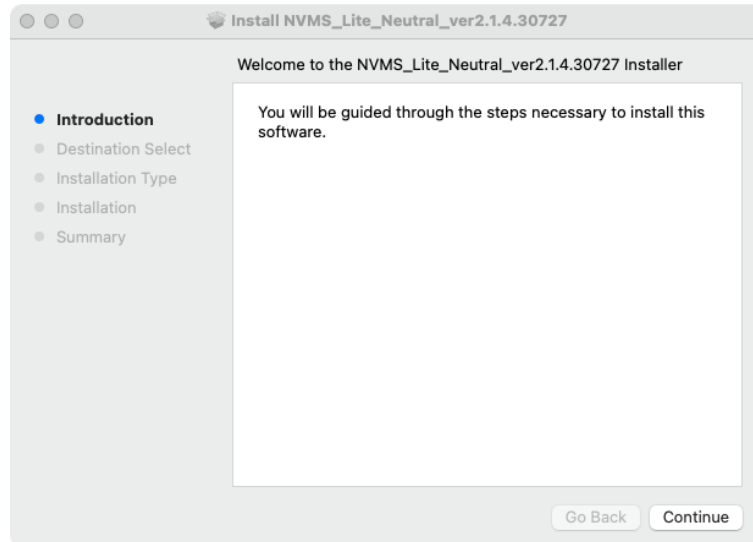 Install NVMS_Lite_Neutral_ver2.1.4.30727
Welcome to the NVMS_Lite_Neutral_ver2.1.4.30727 Installer
Introduction
Destination Select
Installation Type
Installation
Summary
You will be guided through the steps necessary to install this
software.
Go Back
Continue